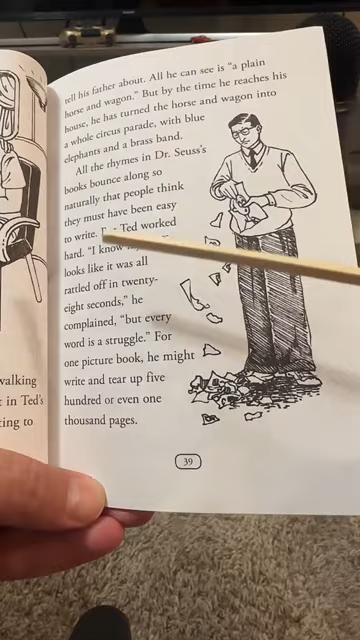 tell his father about. All he can see is “a plain
horse and wagon.” But by the time he reaches his
house, he has turned the horse and wagon into
a whole circus parade, with blue
elephants and a brass band.
All the rhymes in Dr. Seuss’s
books bounce along so
naturally that people think
they must have been easy
to write. Ted worked
hard. “I know
looks like it was all
rattled off in twenty-
eight seconds,” he
complained, “but every
word is a struggle.” For
one picture book, he might
write and tear up five
hundred or even one
thousand pages.
39
walking
in Ted’s
to